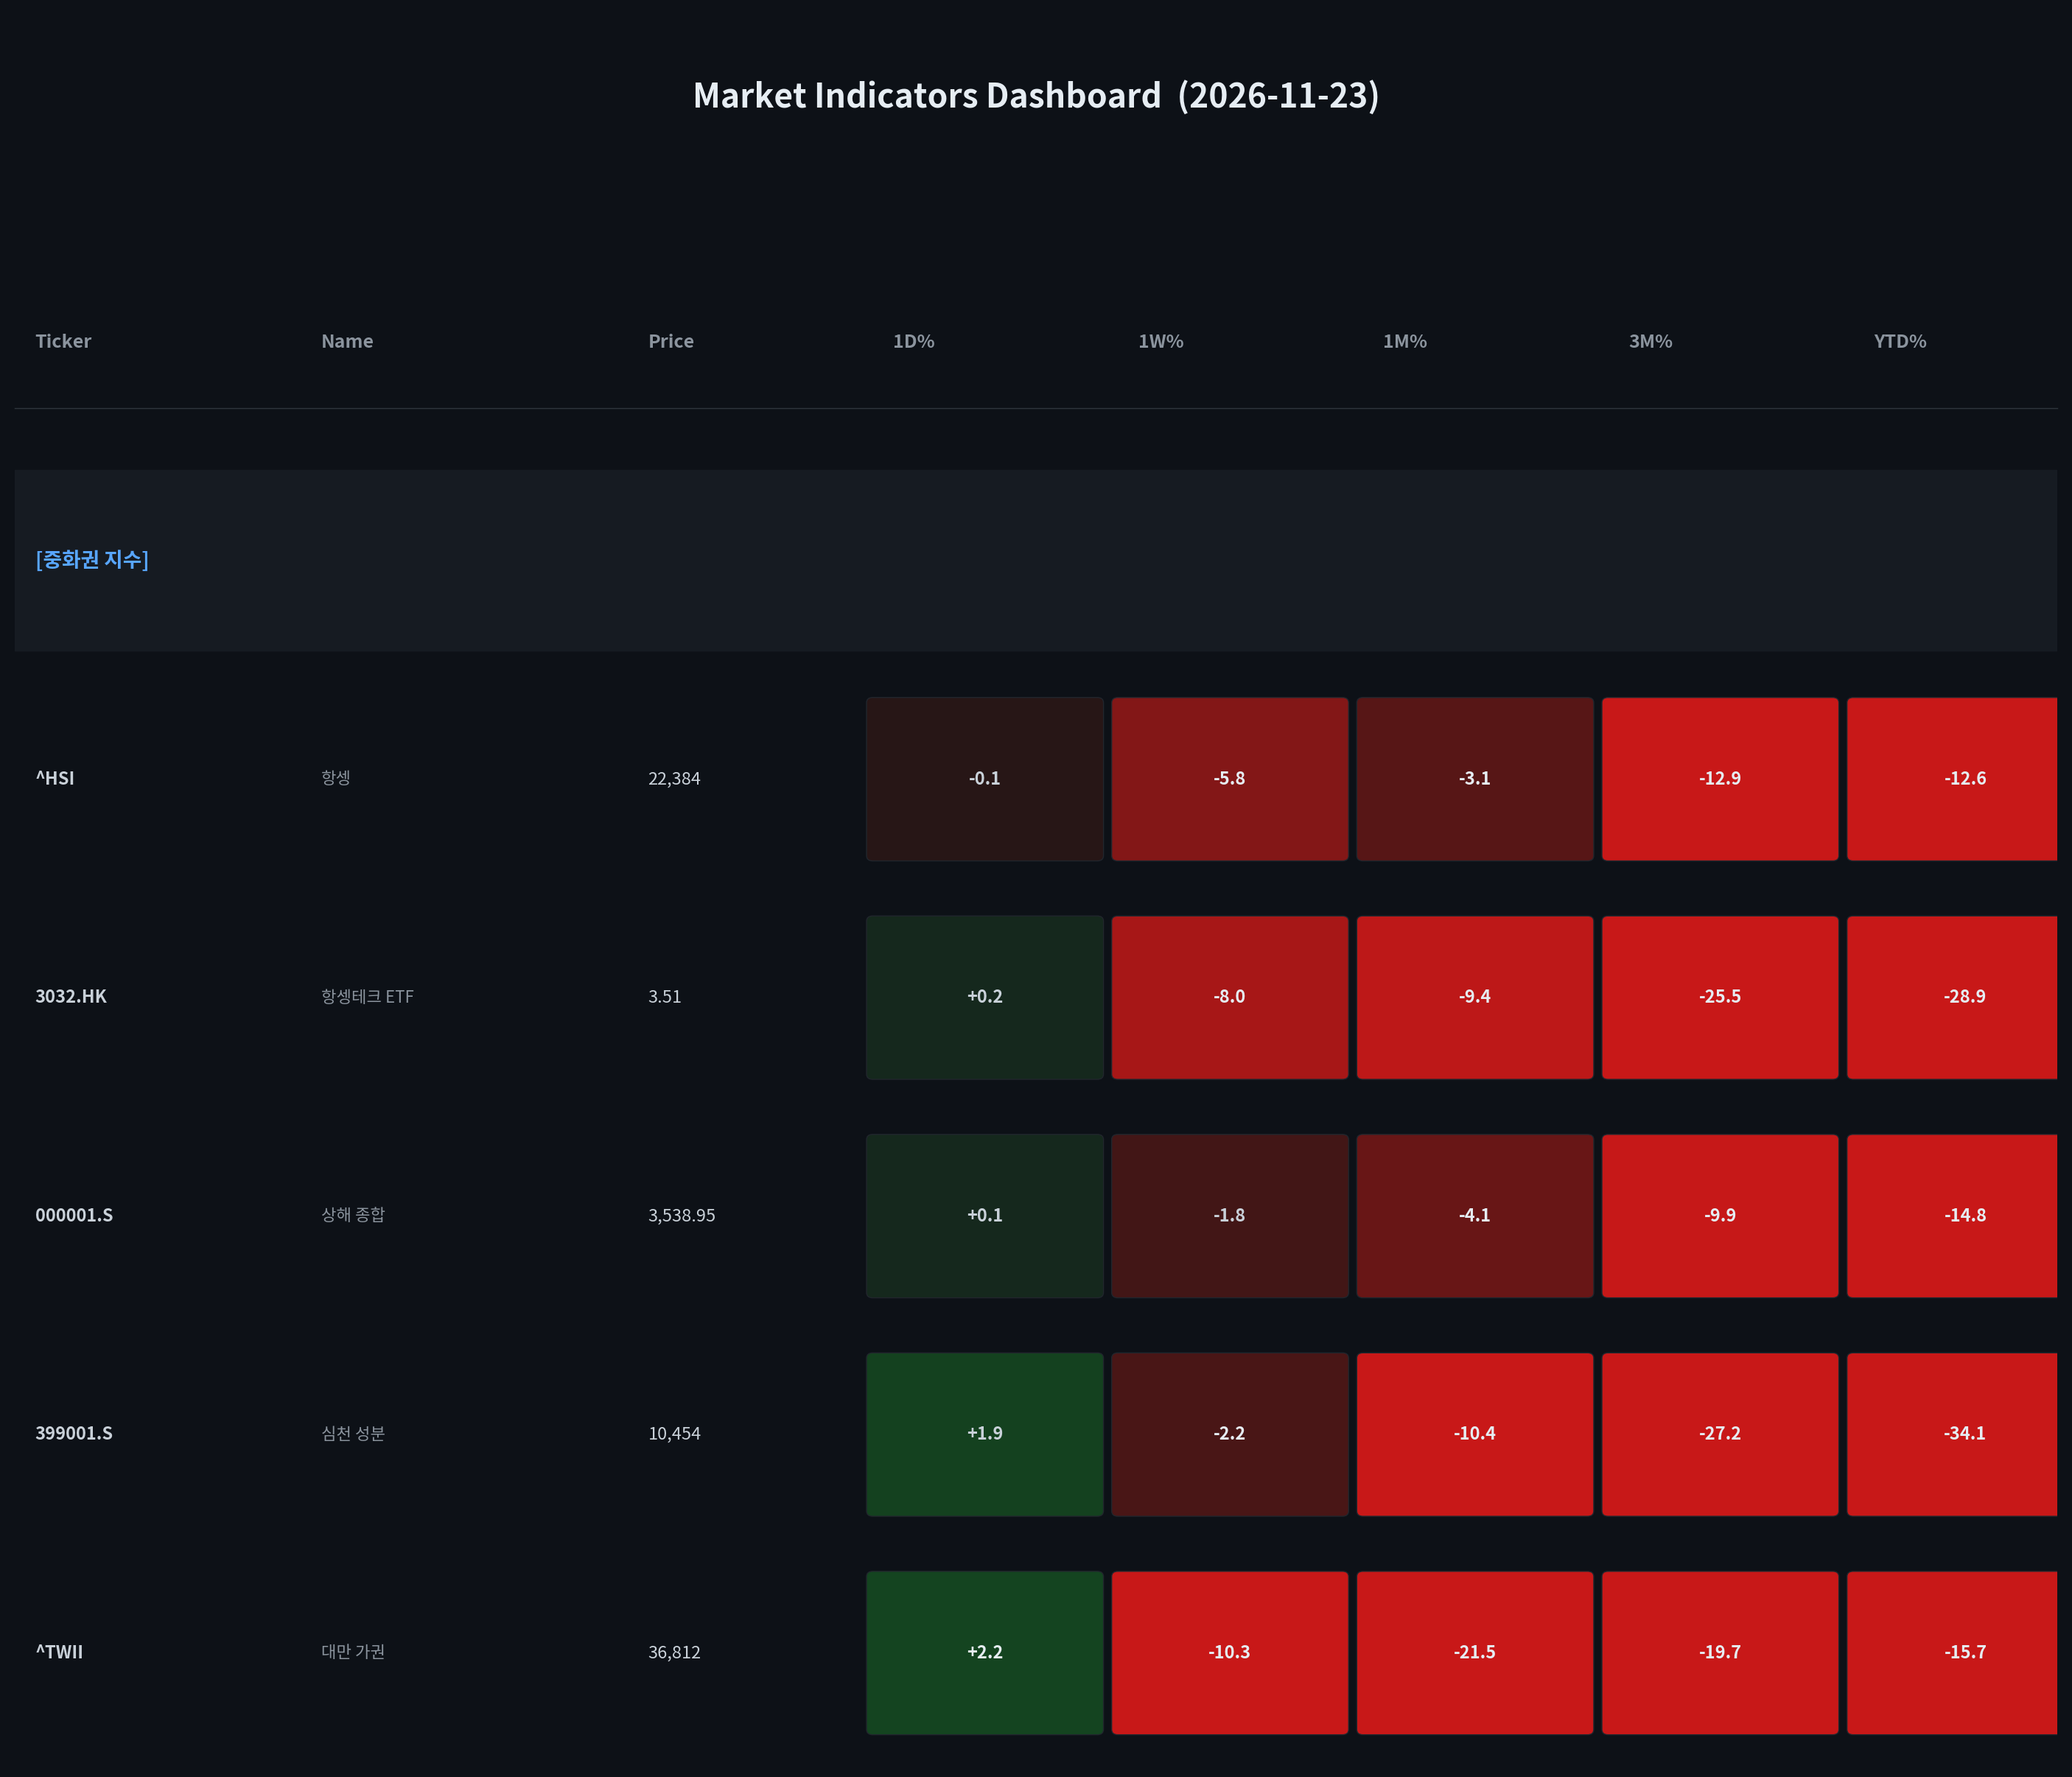 Market Indicators Dashboard (2026-11-23)
Ticker Name Price 1D% 1W% 1M% 3M% YTD%
[중화권 지수]
^HSI 항셍 22,384 -0.1 -5.8 -3.1 -12.9 -12.6
3032.HK 항셍테크 ETF 3.51 +0.2 -8.0 -9.4 -25.5 -28.9
000001.S 상해 종합 3,538.95 +0.1 -1.8 -4.1 -9.9 -14.8
399001.S 심천 성분 10,454 +1.9 -2.2 -10.4 -27.2 -34.1
^TWII 대만 가권 36,812 +2.2 -10.3 -21.5 -19.7 -15.7